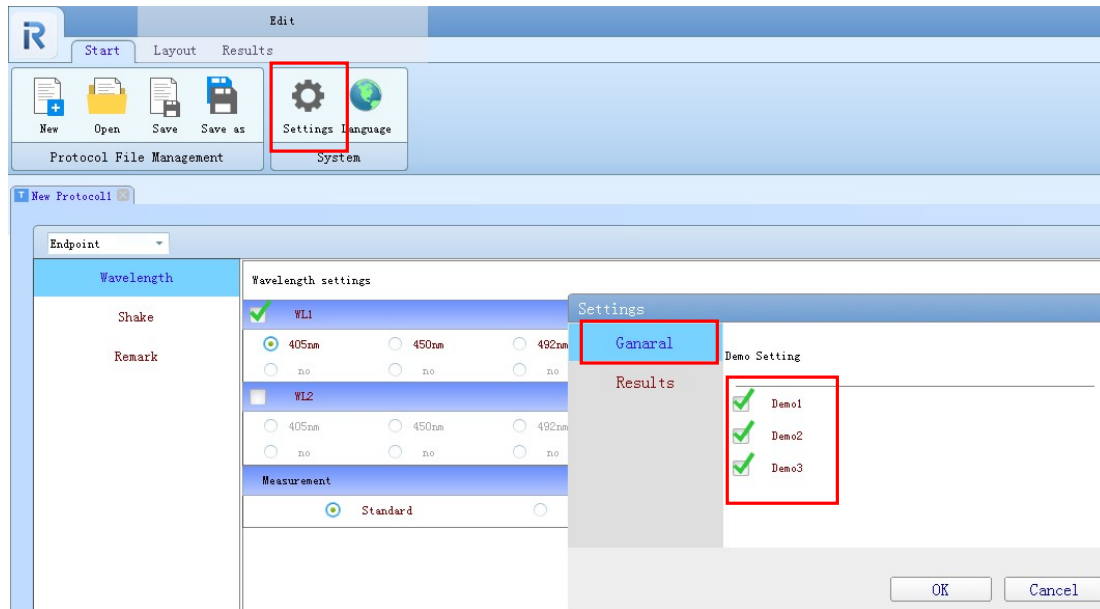 R
Edit
Start Layout Results
New Open Save Save as Settings Language
Protocol File Management System
T New Protocol1
Endpoint
Wavelength
Shake
Remark
Wavelength settings
WL1
405nm 450nm 492nm
no no no
WL2
405nm 450nm 492nm
no no no
Measurement
Standard
Settings
Ganaral
Results
Demo Setting
Demo1
Demo2
Demo3
OK Cancel